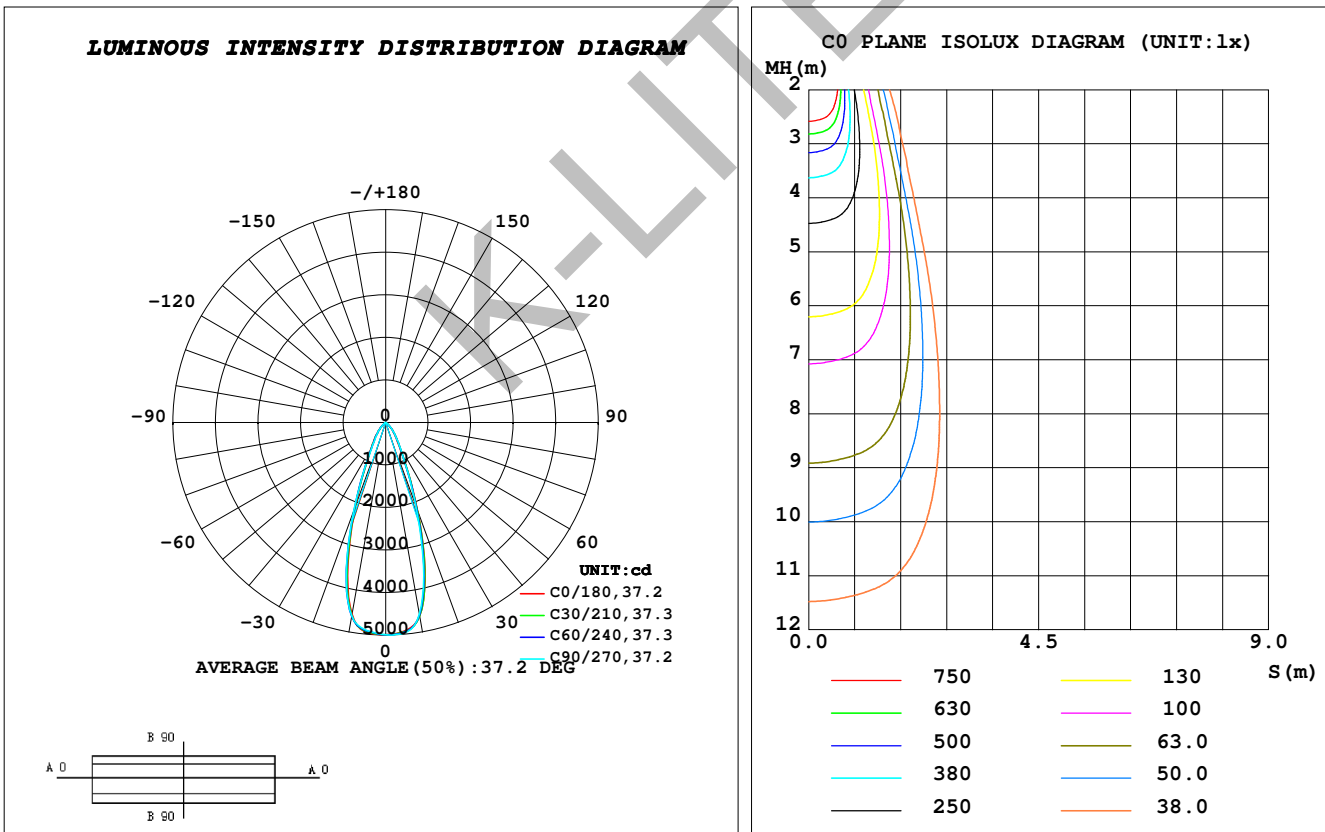 LUMINOUS INTENSITY DISTRIBUTION DIAGRAM
-/+180
-150 150
-120 120
-90 90
-60 60
-30 30
0
0
1000
2000
3000
4000
5000
UNIT:cd
C0/180,37.2
C30/210,37.3
C60/240,37.3
C90/270,37.2
AVERAGE BEAM ANGLE(50%):37.2 DEG
B 90
A 0 A 0
B 90
C0 PLANE ISOLUX DIAGRAM (UNIT:lx)
MH(m)
2
3
4
5
6
7
8
9
10
11
12
0.0 4.5 9.0
S(m)
750 130
630 100
500 63.0
380 50.0
250 38.0
K-LITE